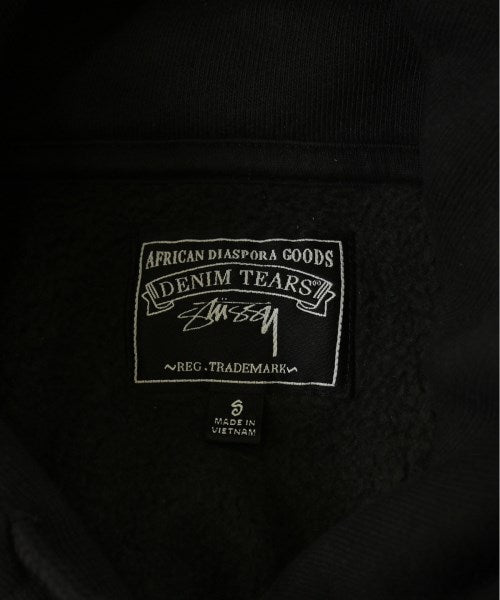 AFRICAN DIASPORA GOODS
DENIM TEARS
Stüssy
~REG. TRADEMARK~
S
MADE IN
VIETNAM